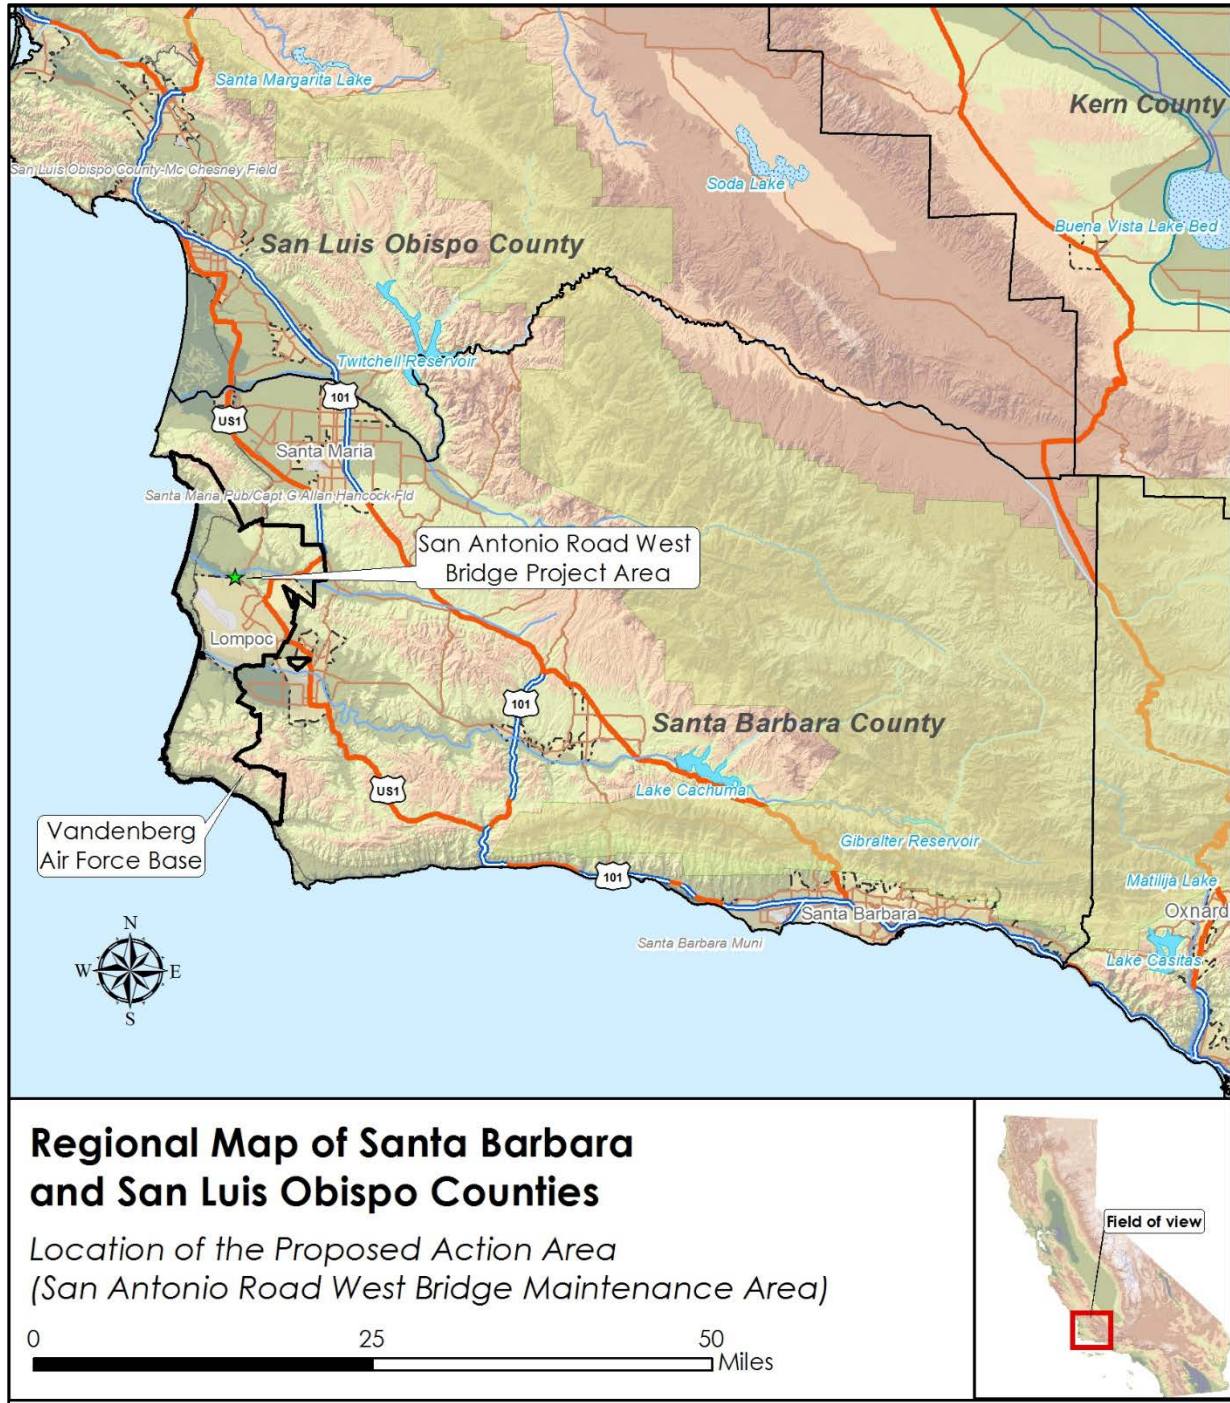 Santa Margarita Lake
Kern County
San Luis Obispo County-Mc Chesney Field
Soda Lake
Buena Vista Lake Bed
San Luis Obispo County
Twitchell Reservoir
101
US1
Santa Maria
Santa Maria Pub/Capt G Allan Hancock Fld
San Antonio Road West
Bridge Project Area
Lompoc
101
Santa Barbara County
US1
Lake Cachuma
Vandenberg
Air Force Base
Gibralter Reservoir
101
Matilija Lake
Santa Barbara
Oxnard
Santa Barbara Muni
Lake Casitas
N
W
E
S
Regional Map of Santa Barbara
and San Luis Obispo Counties
Location of the Proposed Action Area
(San Antonio Road West Bridge Maintenance Area)
0
25
50
Miles
Field of view